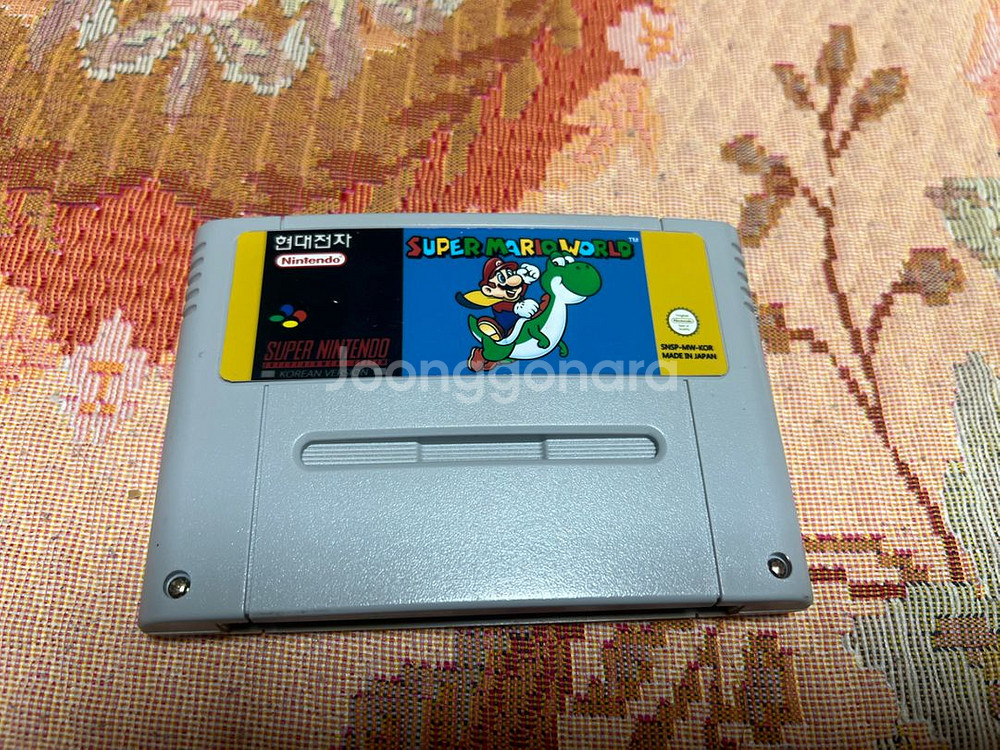 현대전자
Nintendo
SUPER MARIO WORLD
TM
SUPER NINTENDO
KOREAN
SNSP-MW-KOR
MADE IN JAPAN
Joonggonara